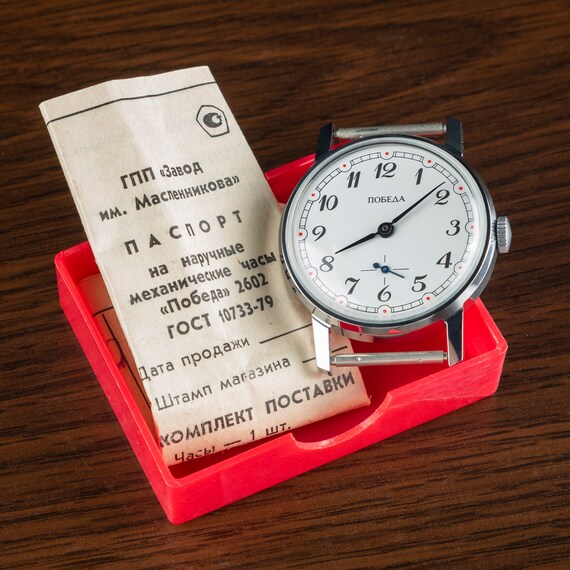 ГПП «Завод
им. Масленникова»
ПАСПОРТ
на наручные
механические часы
«Победа» 2602
ГОСТ 10733-79
Дата продажи
Штамп магазина
КОМПЛЕКТ ПОСТАВКИ
Часы — 1 шт.
12
11 1
10 ПОБЕДА 2
9 3
8 4
7 5
6